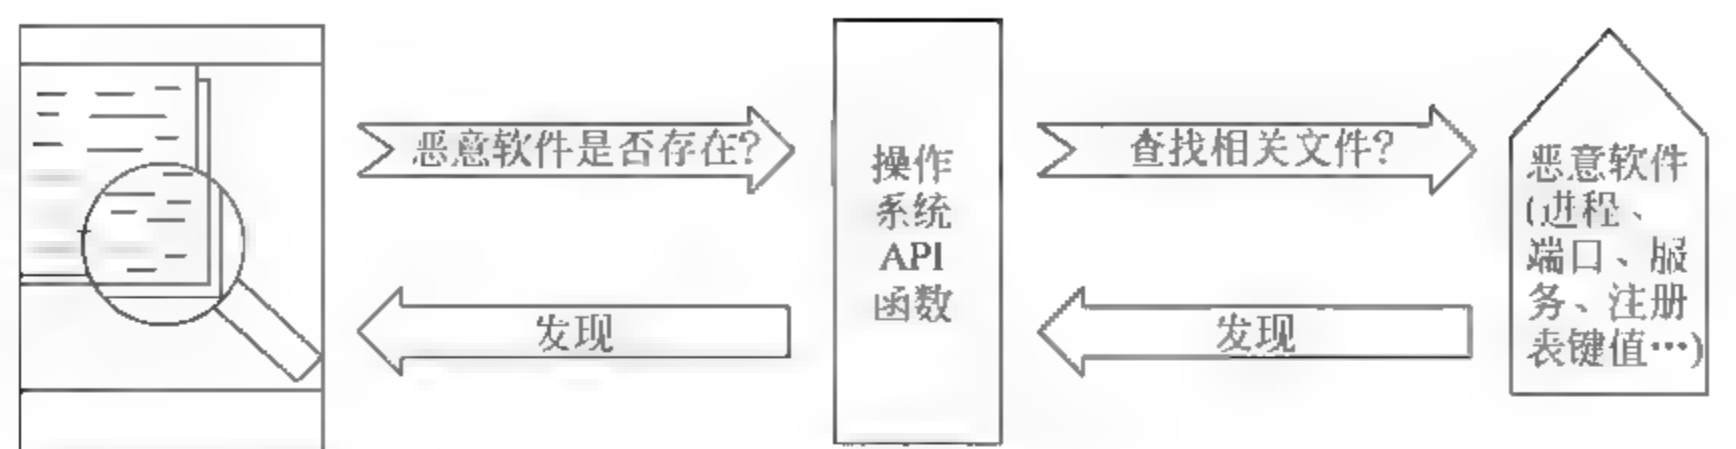 恶意软件是否存在?
发现
操作
系统
API
函数
查找相关文件?
发现
恶意软件
(进程、
端口、服
务、注册
表键值…)